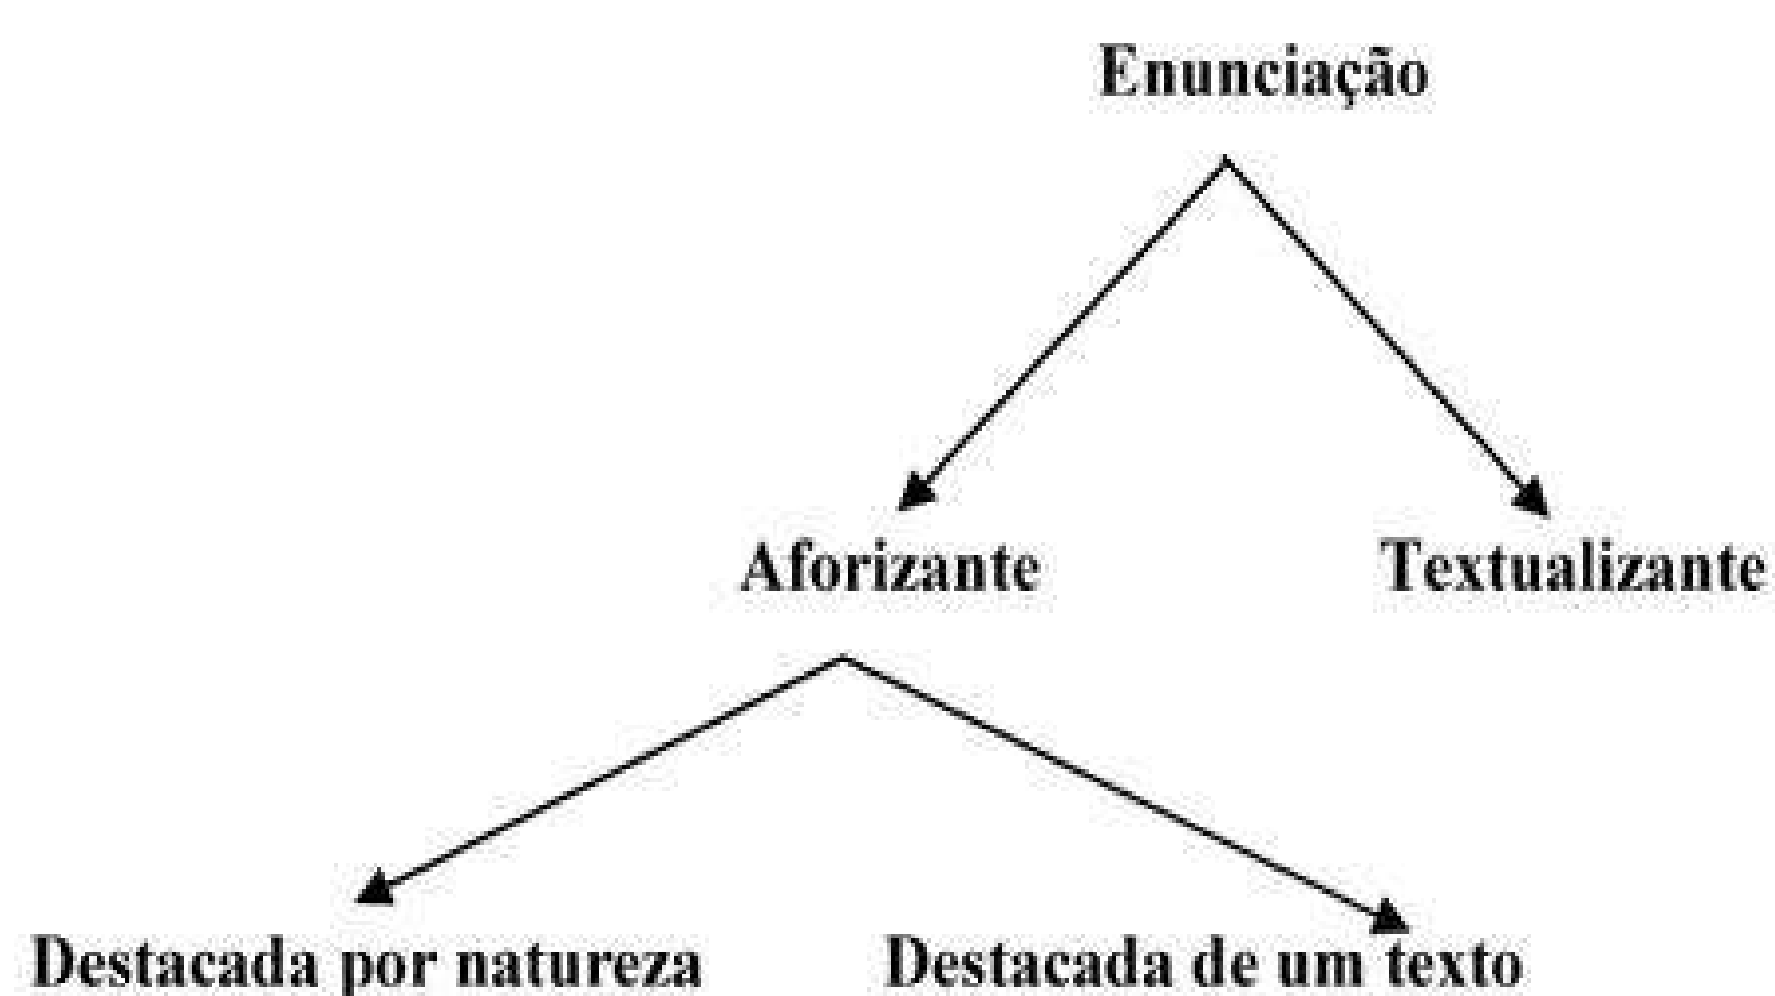 Enunciação
Aforizante Textualizante
Destacada por natureza Destacada de um texto